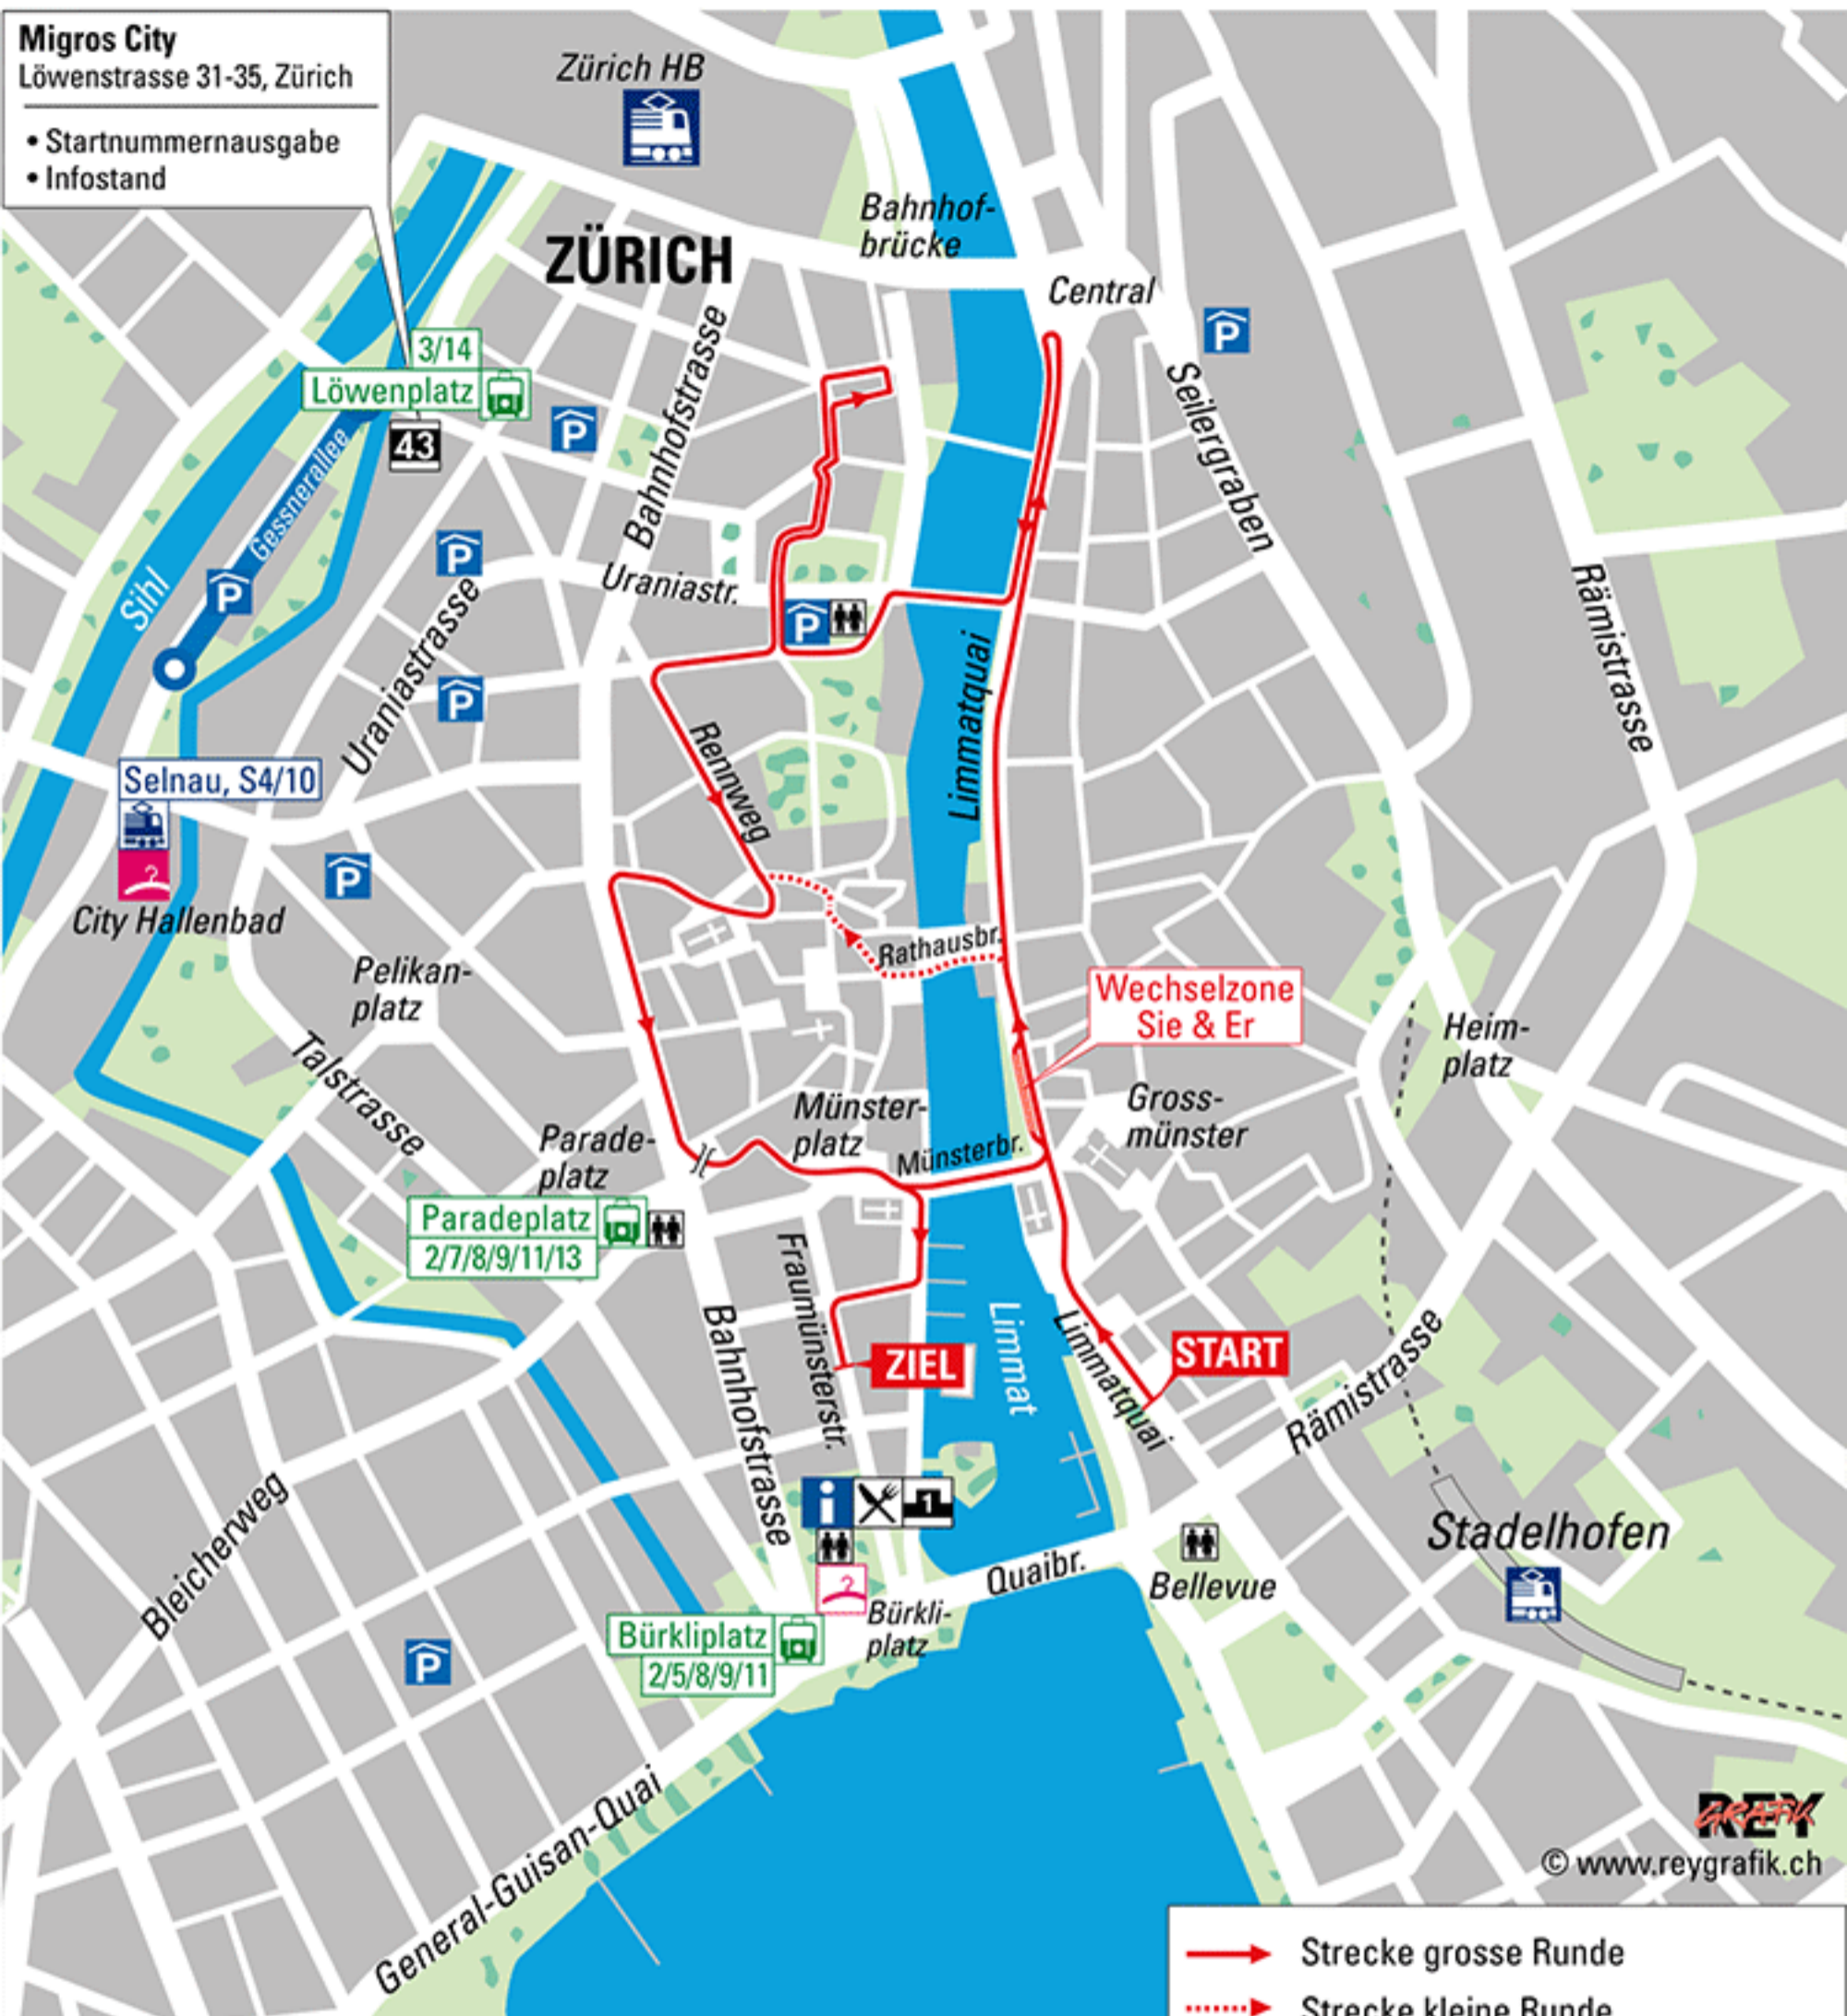 Migros City
Löwenstrasse 31-35, Zürich
• Startnummernausgabe
• Infostand
Zürich HB
Bahnhof-
brücke
ZÜRICH
Central
P
3/14
Löwenplatz
43
P
Bahnhofstrasse
Seilergraben
Gessnerallee
P
Sihl
P
Uraniastr.
P
Rämistrasse
Uraniastrasse
Limmatquai
P
Rennweg
Selnau, S4/10
P
City Hallenbad
Rathausbr.
Pelikan-
platz
Wechselzone
Sie & Er
Heim-
platz
Talstrasse
Münster-
platz
Gross-
münster
Parade-
platz
Münsterbr.
Paradeplatz
2/7/8/9/11/13
Fraumünsterstr.
Bahnhofstrasse
Limmat
Limmatquai
START
ZIEL
Rämistrasse
Bleicherweg
i
1
Stadelhofen
Quaibr.
Bellevue
Bürkli-
platz
Bürkliplatz
2/5/8/9/11
P
General-Guisan-Quai
REY
GRAFIK
© www.reygrafik.ch
Strecke grosse Runde
Strecke kleine Runde